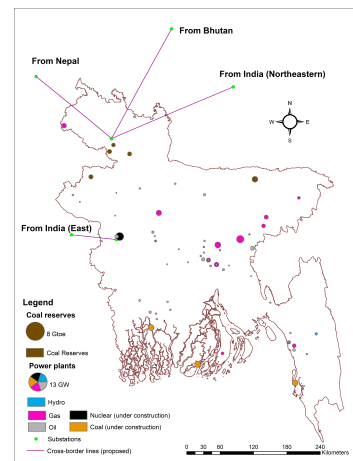 From Bhutan
From Nepal
From India (Northeastern)
N
W E
S
From India (East)
Legend
Coal reserves
6 Gtoe
Coal Reserves
Power plants
13 GW
Hydro
Gas Nuclear (under construction)
Oil Coal (under construction)
Substations
Cross-border lines (proposed)
0 30 60 120 180 240
Kilometers